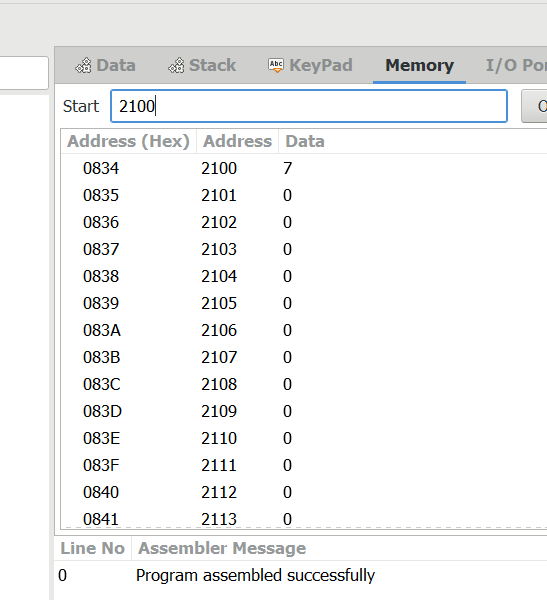 Data Stack Abc KeyPad Memory I/O Por
Start 2100
Address (Hex) Address Data
0834 2100 7
0835 2101 0
0836 2102 0
0837 2103 0
0838 2104 0
0839 2105 0
083A 2106 0
083B 2107 0
083C 2108 0
083D 2109 0
083E 2110 0
083F 2111 0
0840 2112 0
0841 2113 0
Line No Assembler Message
0 Program assembled successfully